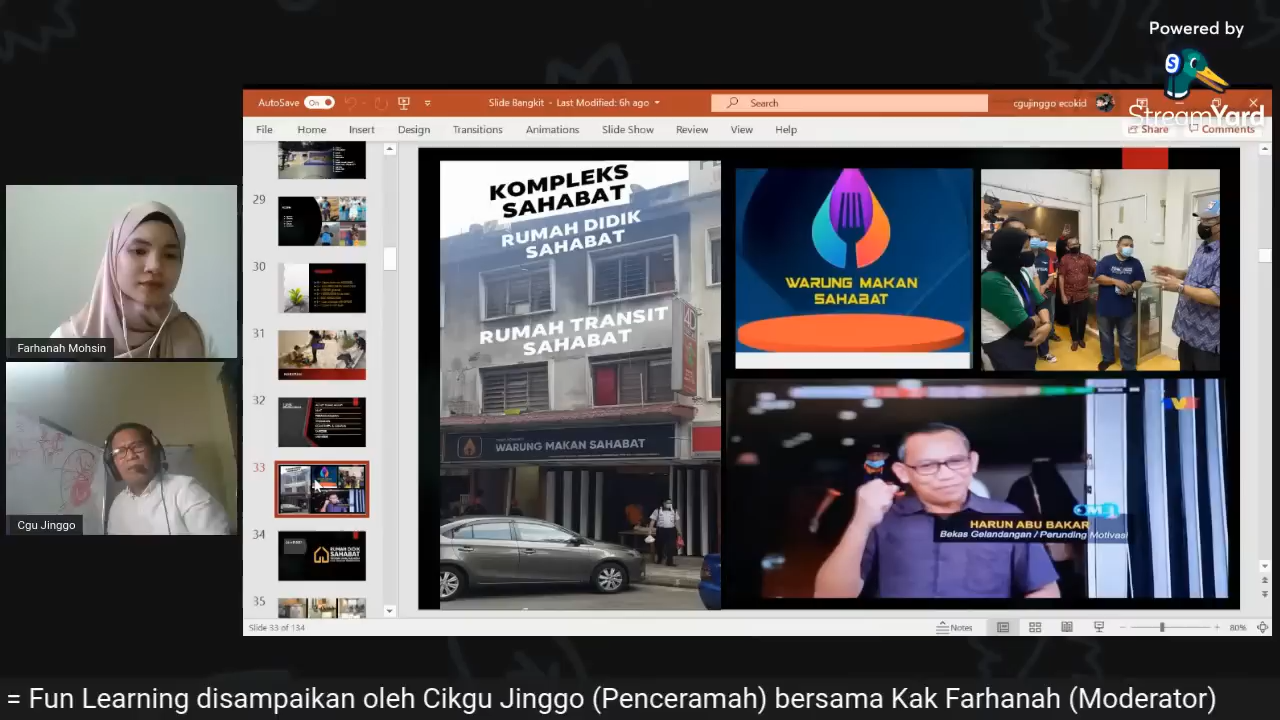 Powered by
StreamYard
AutoSave On
Slide Bangkit - Last Modified: 6h ago
Search
cgujinggo ecokid
File Home Insert Design Transitions Animations Slide Show Review View Help
Share Comments
29
30
31
32
33
34
RUMAH DIDIK
SAHABAT
35
KOMPLEKS
SAHABAT
RUMAH DIDIK
SAHABAT
RUMAH TRANSIT
SAHABAT
WARUNG MAKAN SAHABAT
WARUNG MAKAN
SAHABAT
HARUN ABU BAKAR
Bekas Gelandangan / Perunding Motivasi
Farhanah Mohsin
Cgu Jinggo
Slide 33 of 134
Notes
80%
= Fun Learning disampaikan oleh Cikgu Jinggo (Penceramah) bersama Kak Farhanah (Moderator)